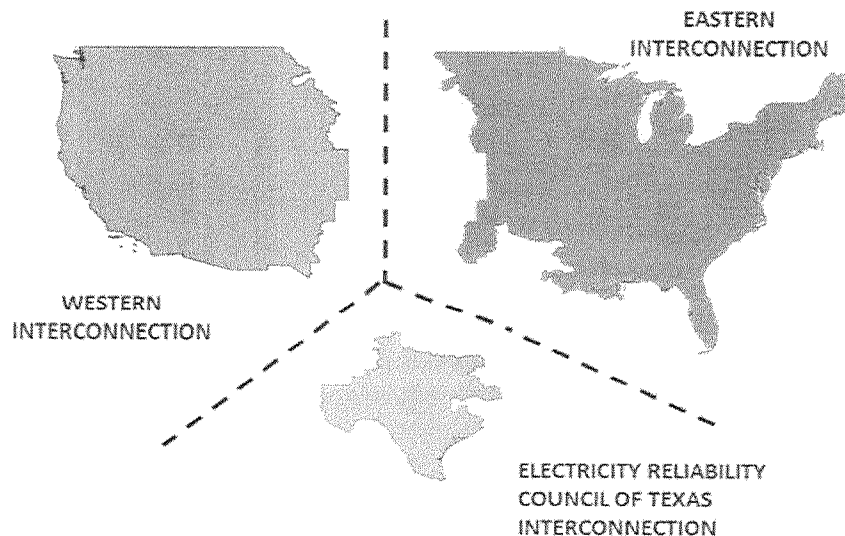 EASTERN
INTERCONNECTION
WESTERN
INTERCONNECTION
ELECTRICITY RELIABILITY
COUNCIL OF TEXAS
INTERCONNECTION